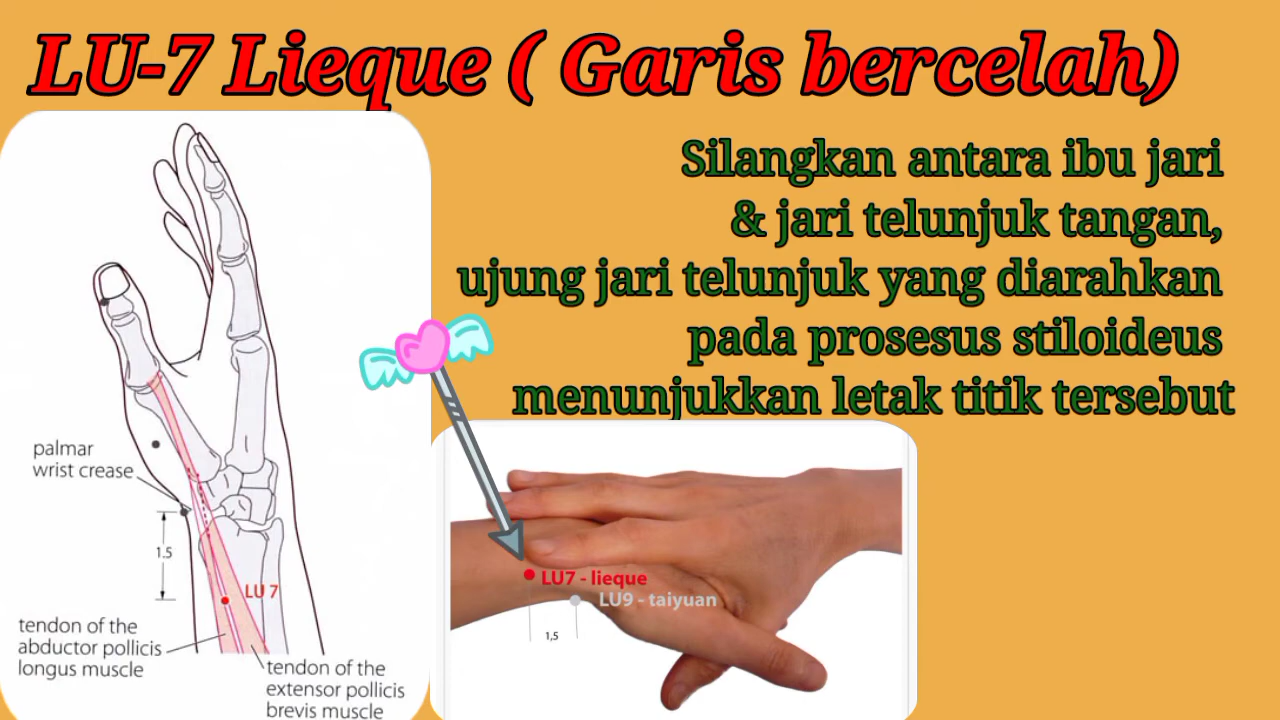 LU-7 Lieque ( Garis bercelah)
Silangkan antara ibu jari
& jari telunjuk tangan,
ujung jari telunjuk yang diarahkan
pada prosesus stiloideus
menunjukkan letak titik tersebut
palmar
wrist crease
1.5
LU 7
tendon of the
abductor pollicis
longus muscle
tendon of the
extensor pollicis
brevis muscle
LU7 - lieque
LU9 - taiyuan
1,5